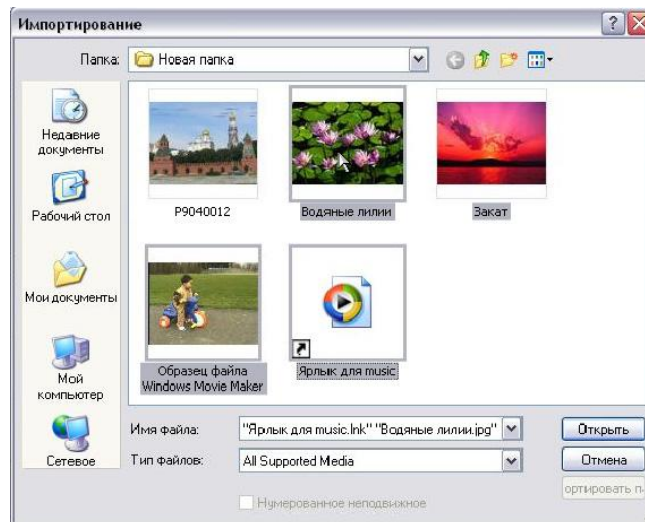 Импортирование
Папка: Новая папка
Недавние документы
Рабочий стол
Мои документы
Мой компьютер
Сетевое
P9040012
Водяные лилии
Закат
Образец файла
Windows Movie Maker
Ярлык для music
Имя файла: "Ярлык для music.lnk" "Водяные лилии.jpg" Открыть
Тип файлов: All Supported Media Отмена
Нумерованное неподвижное